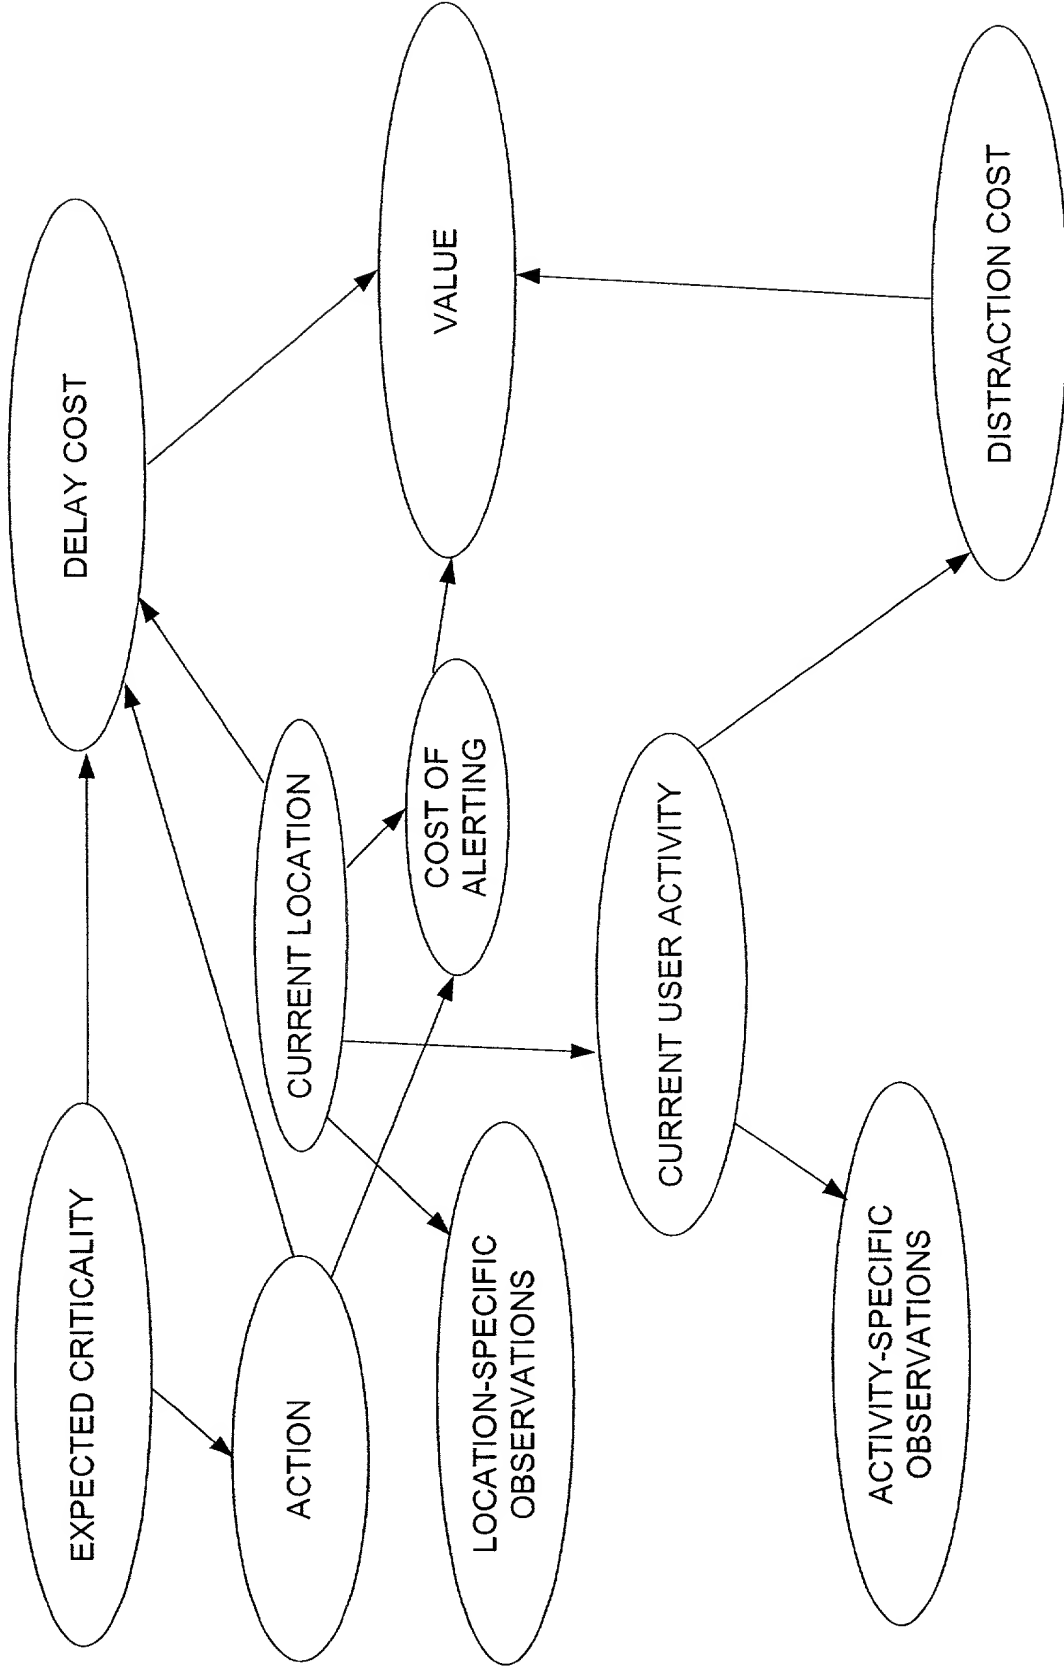 EXPECTED CRITICALITY
DELAY COST
ACTION
CURRENT LOCATION
VALUE
COST OF
ALERTING
LOCATION-SPECIFIC
OBSERVATIONS
CURRENT USER ACTIVITY
ACTIVITY-SPECIFIC
OBSERVATIONS
DISTRACTION COST